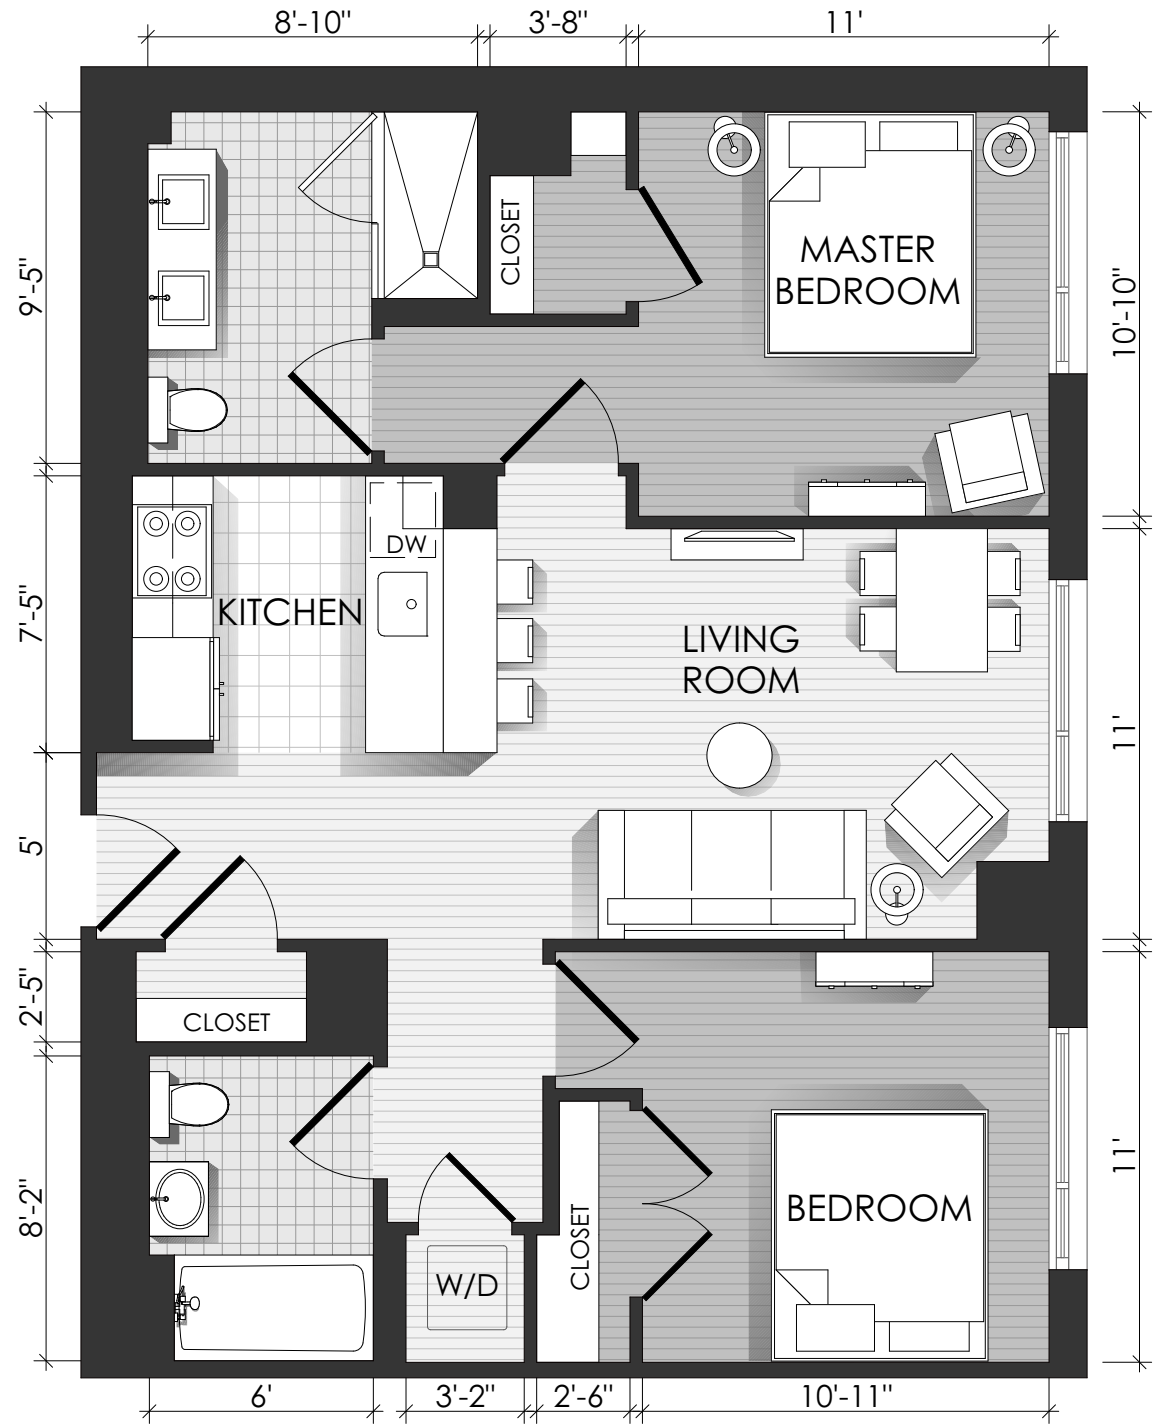 8'-10"
3'-8"
11'
9'-5"
CLOSET
MASTER
BEDROOM
10'-10"
DW
KITCHEN
7'-5"
LIVING
ROOM
11'
5'
2'-5"
CLOSET
8'-2"
W/D
CLOSET
BEDROOM
11'
6'
3'-2"
2'-6"
10'-11"